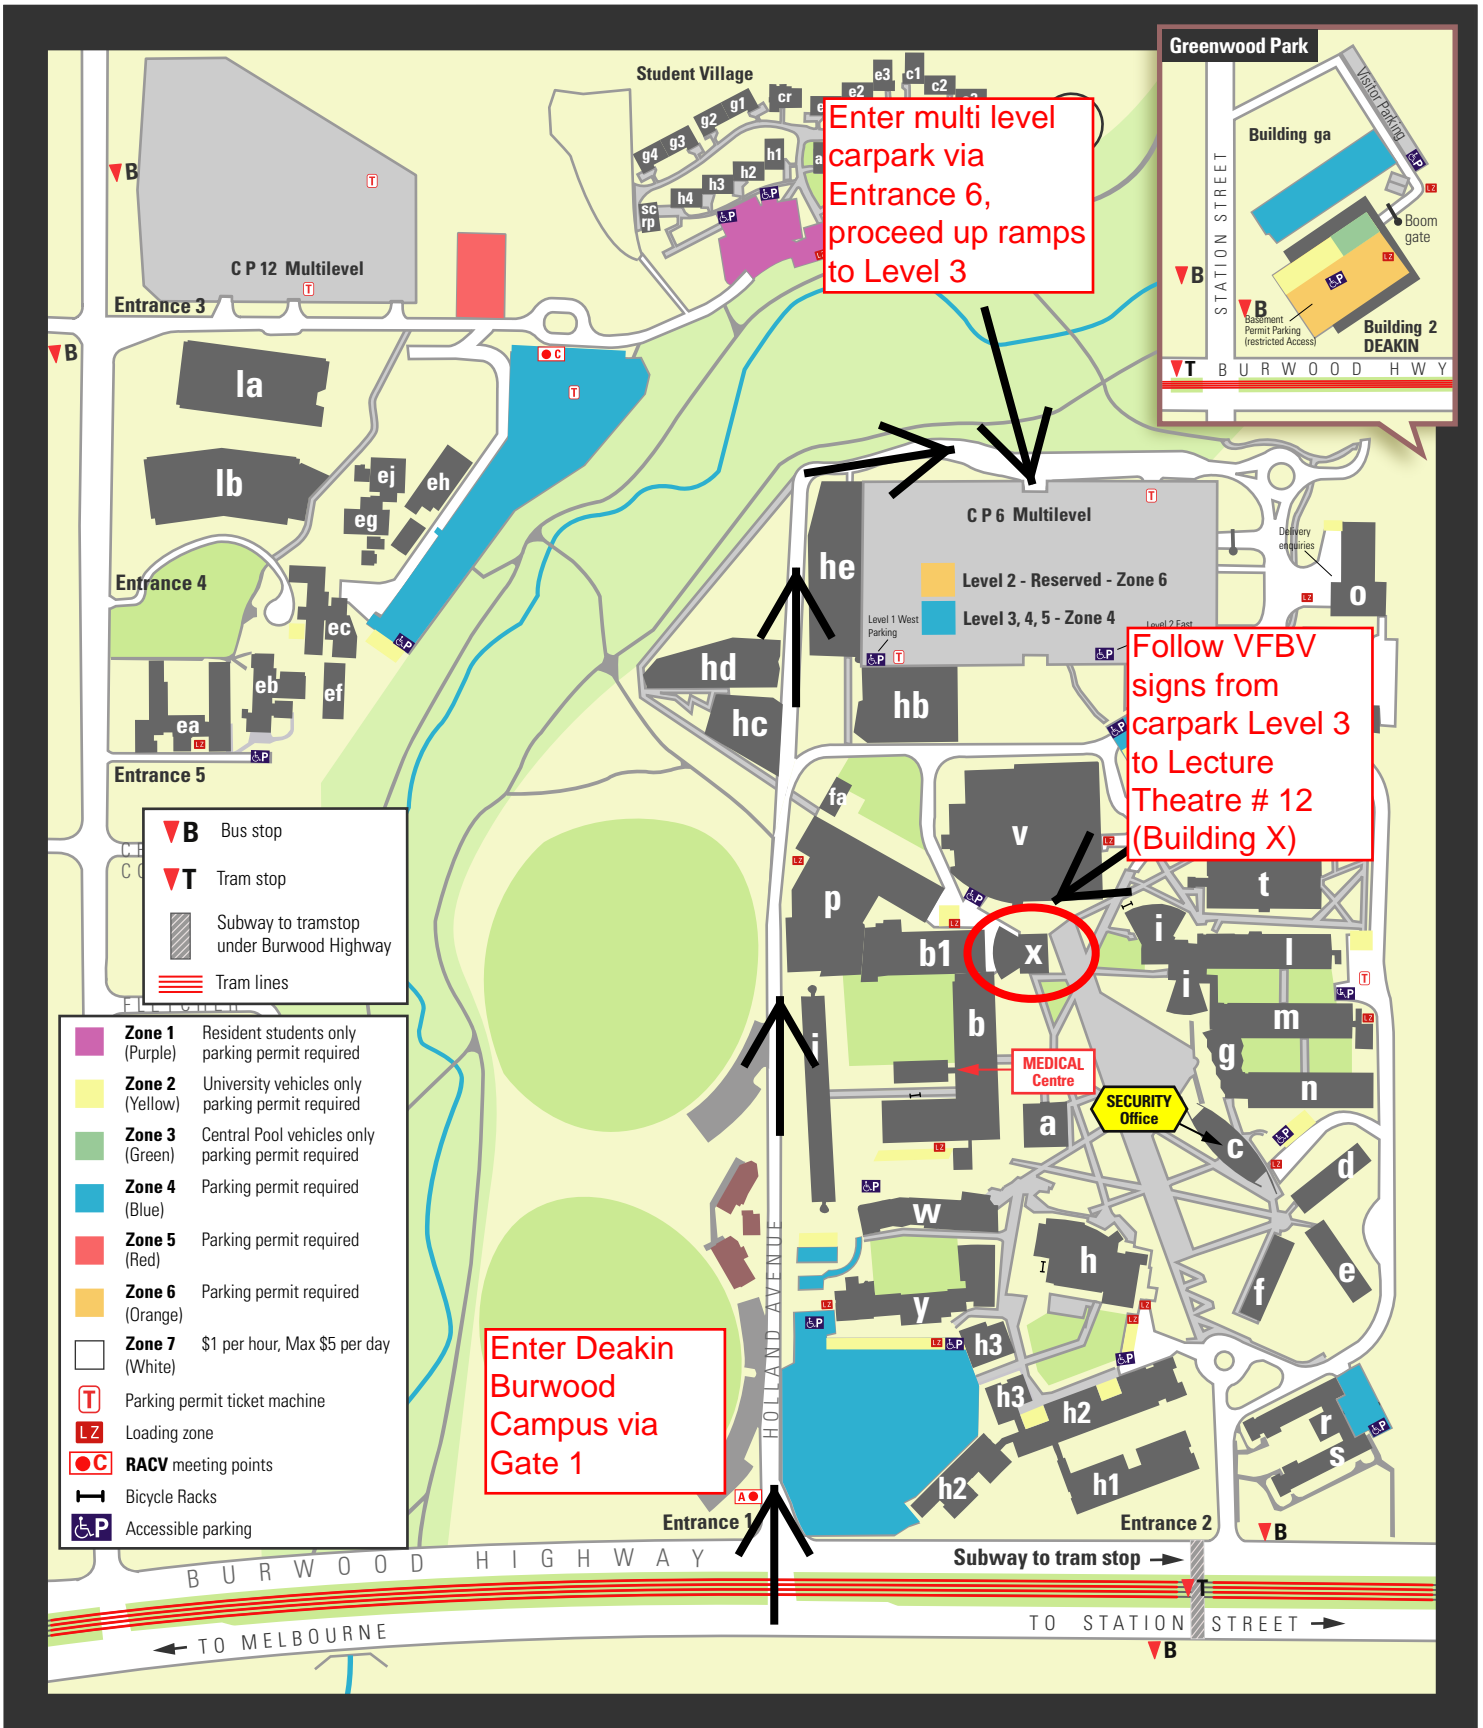 Greenwood Park
Visitor Parking
Building ga
STATION STREET
LZ
Boom
gate
B
B
Basement
Permit Parking
(restricted Access)
Building 2
DEAKIN
T BURWOOD HWY
Student Village
e3
c1
c2
e2
cr
g1
g2
g3
g4
h1
h2
h3
h4
sc
rp
Enter multi level
carpark via
Entrance 6,
proceed up ramps
to Level 3
B
T
C P 12 Multilevel
T
Entrance 3
B
C
T
la
lb
ej
eh
eg
Entrance 4
ec
eb
ef
ea
LZ
Entrance 5
C P 6 Multilevel
T
Level 2 - Reserved - Zone 6
Level 3, 4, 5 - Zone 4
Level 1 West
Parking
Level 2 East
P
T
P
he
hd
hc
hb
Delivery
enquiries
o
LZ
Follow VFBV
signs from
carpark Level 3
to Lecture
Theatre # 12
(Building X)
fa
v
p
t
b1
x
i
l
i
m
b
j
g
n
MEDICAL
Centre
SECURITY
Office
a
c
d
w
h
e
f
y
h3
h3
h2
h2
h1
r
s
B Bus stop
T Tram stop
Subway to tramstop
under Burwood Highway
Tram lines
FLETCHER
Zone 1 Resident students only
(Purple) parking permit required
Zone 2 University vehicles only
(Yellow) parking permit required
Zone 3 Central Pool vehicles only
(Green) parking permit required
Zone 4 Parking permit required
(Blue)
Zone 5 Parking permit required
(Red)
Zone 6 Parking permit required
(Orange)
Zone 7 $1 per hour, Max $5 per day
(White)
T Parking permit ticket machine
LZ Loading zone
C RACV meeting points
Bicycle Racks
P Accessible parking
HOLLAND AVENUE
Enter Deakin
Burwood
Campus via
Gate 1
A
Entrance 1
Entrance 2
B
Subway to tram stop
BURWOOD HIGHWAY
T
TO MELBOURNE
TO STATION STREET
B